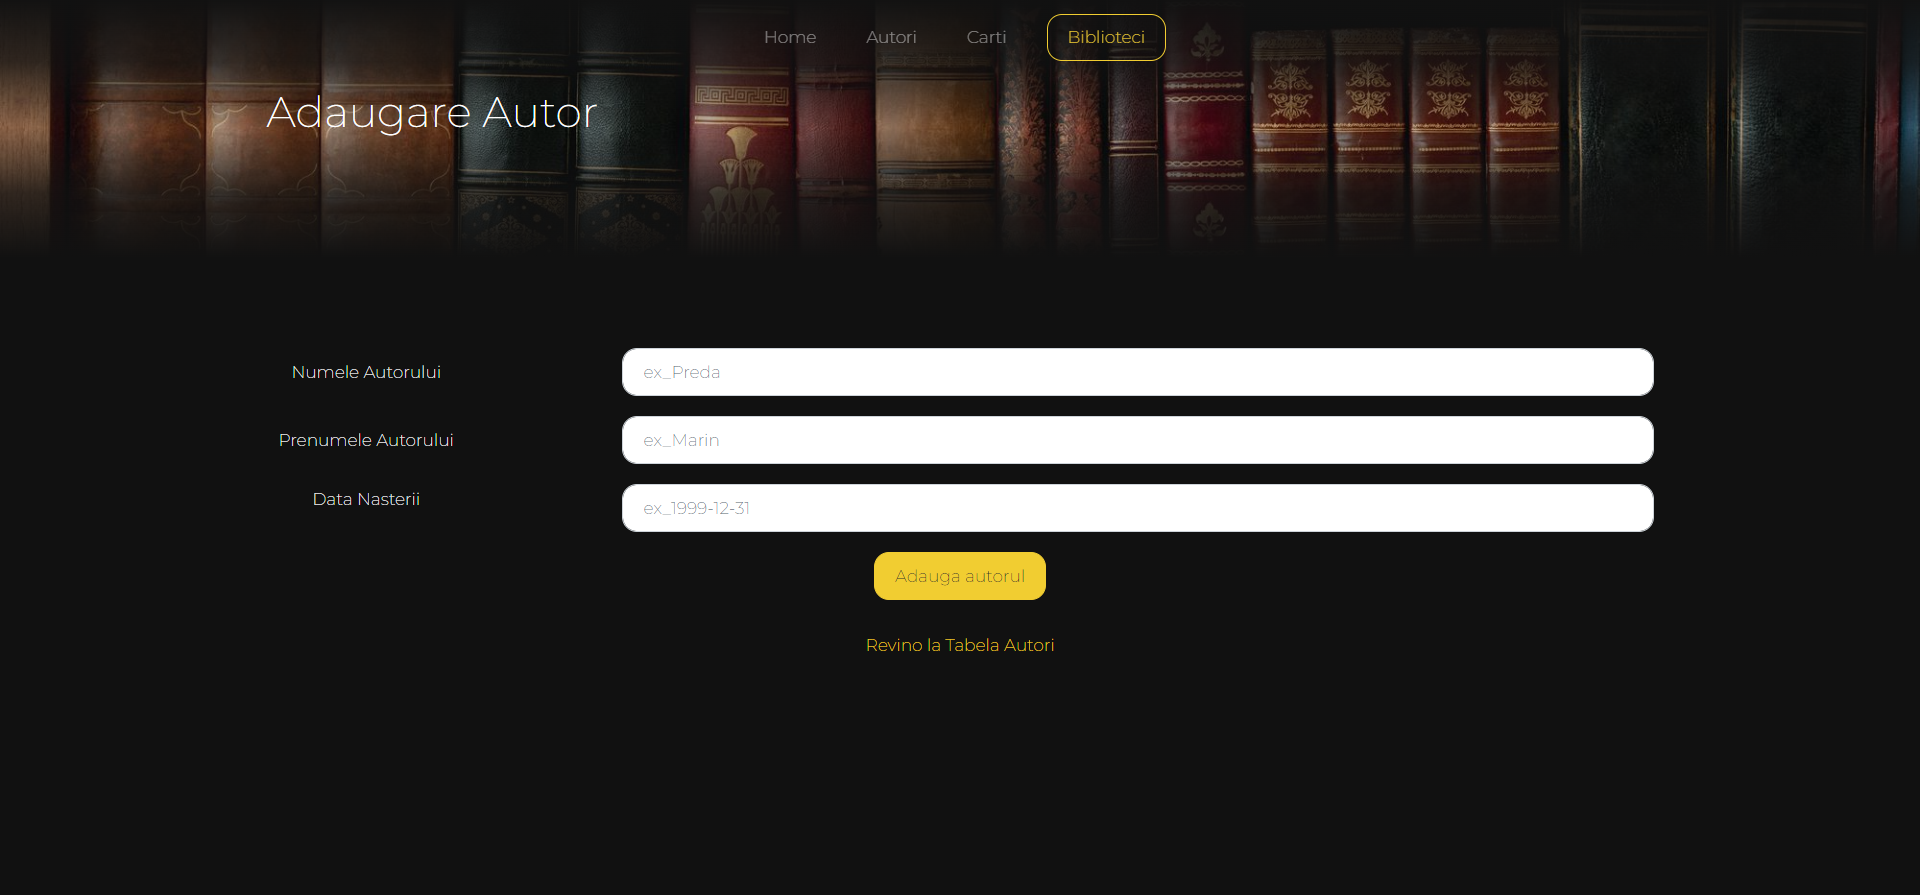 Home Autori Carti Biblioteci
Adaugare Autor
Numele Autorului ex_Preda
Prenumele Autorului ex_Marin
Data Nasterii ex_1999-12-31
Adauga autorul
Revino la Tabela Autori